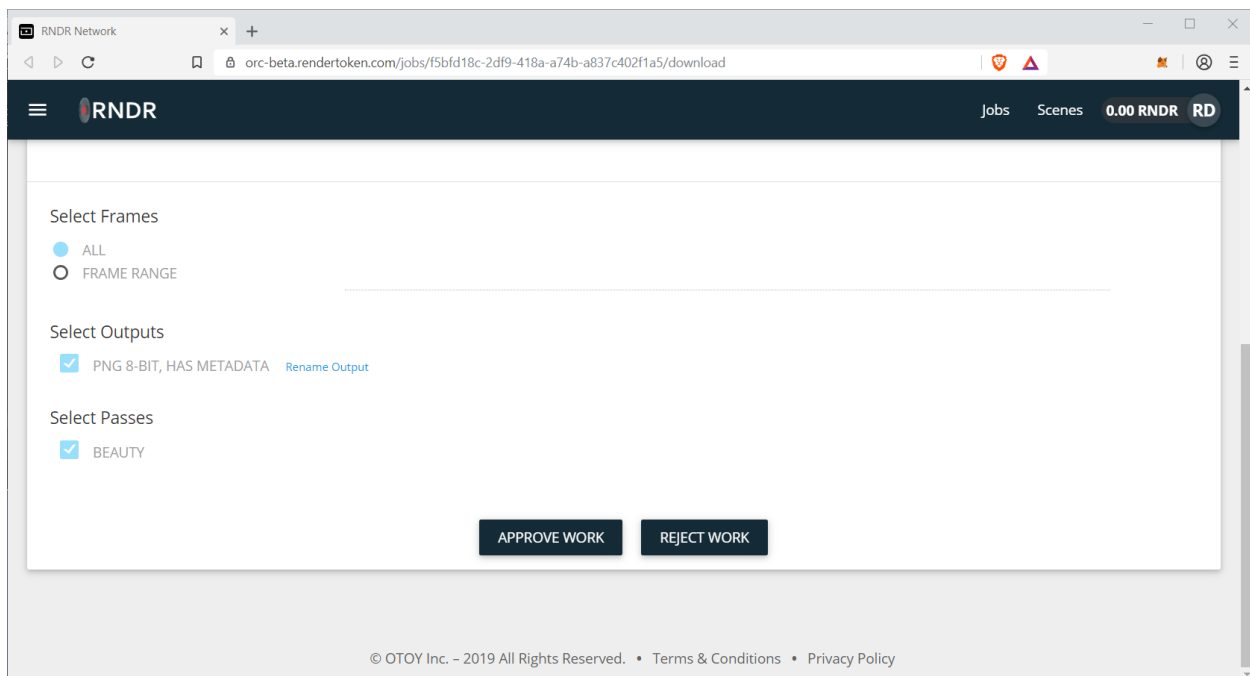 RNDR Network
orc-beta.rendertoken.com/jobs/f5bfd18c-2df9-418a-a74b-a837c402f1a5/download
RNDR Jobs Scenes 0.00 RNDR RD
Select Frames
ALL
FRAME RANGE
Select Outputs
PNG 8-BIT, HAS METADATA Rename Output
Select Passes
BEAUTY
APPROVE WORK REJECT WORK
© OTOY Inc. – 2019 All Rights Reserved. • Terms & Conditions • Privacy Policy